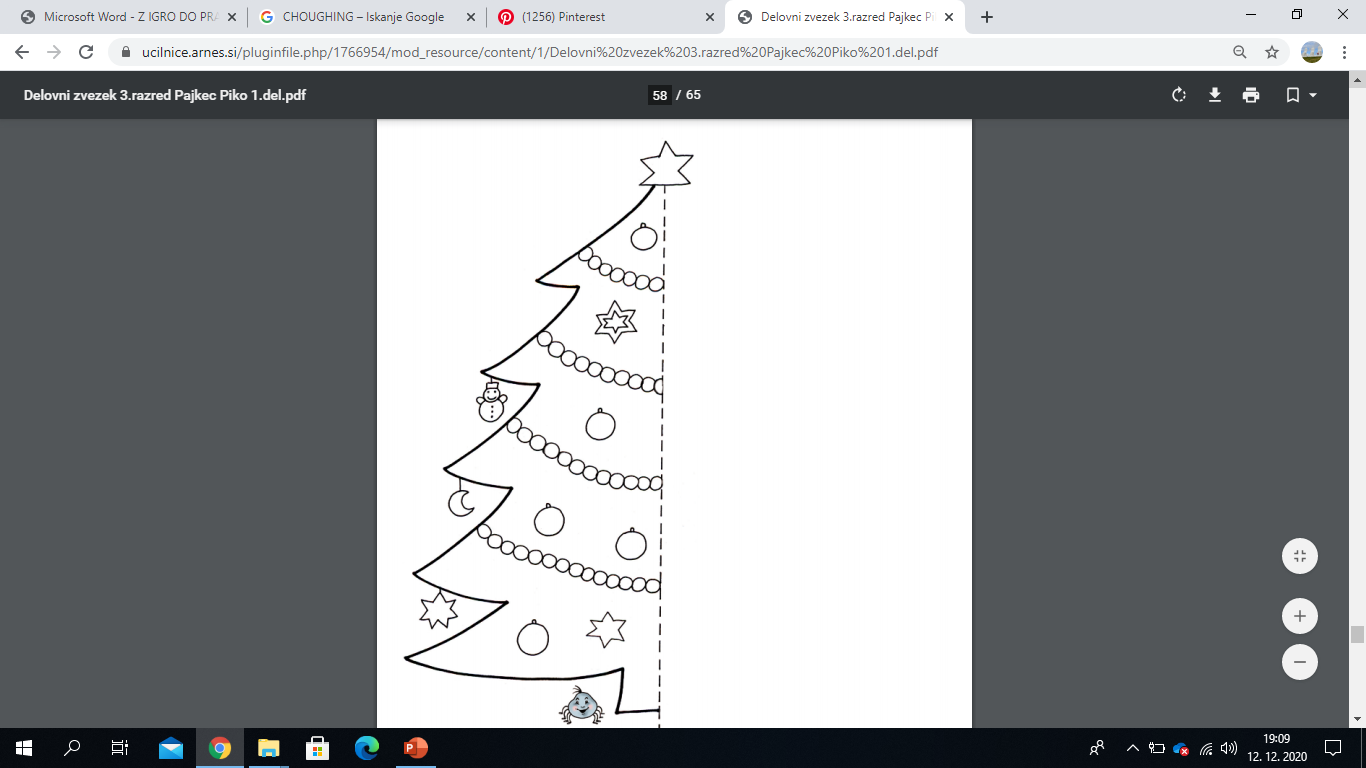 Microsoft Word - Z IGRO DO PRA
CHOUGHING – Iskanje Google
(1256) Pinterest
Delovni zvezek 3.razred Pajkec Pi
ucilnice.arnes.si/pluginfile.php/1766954/mod_resource/content/1/Delovni%20zvezek%203.razred%20Pajkec%20Piko%201.del.pdf
Delovni zvezek 3.razred Pajkec Piko 1.del.pdf
58 / 65
19:09
12. 12. 2020